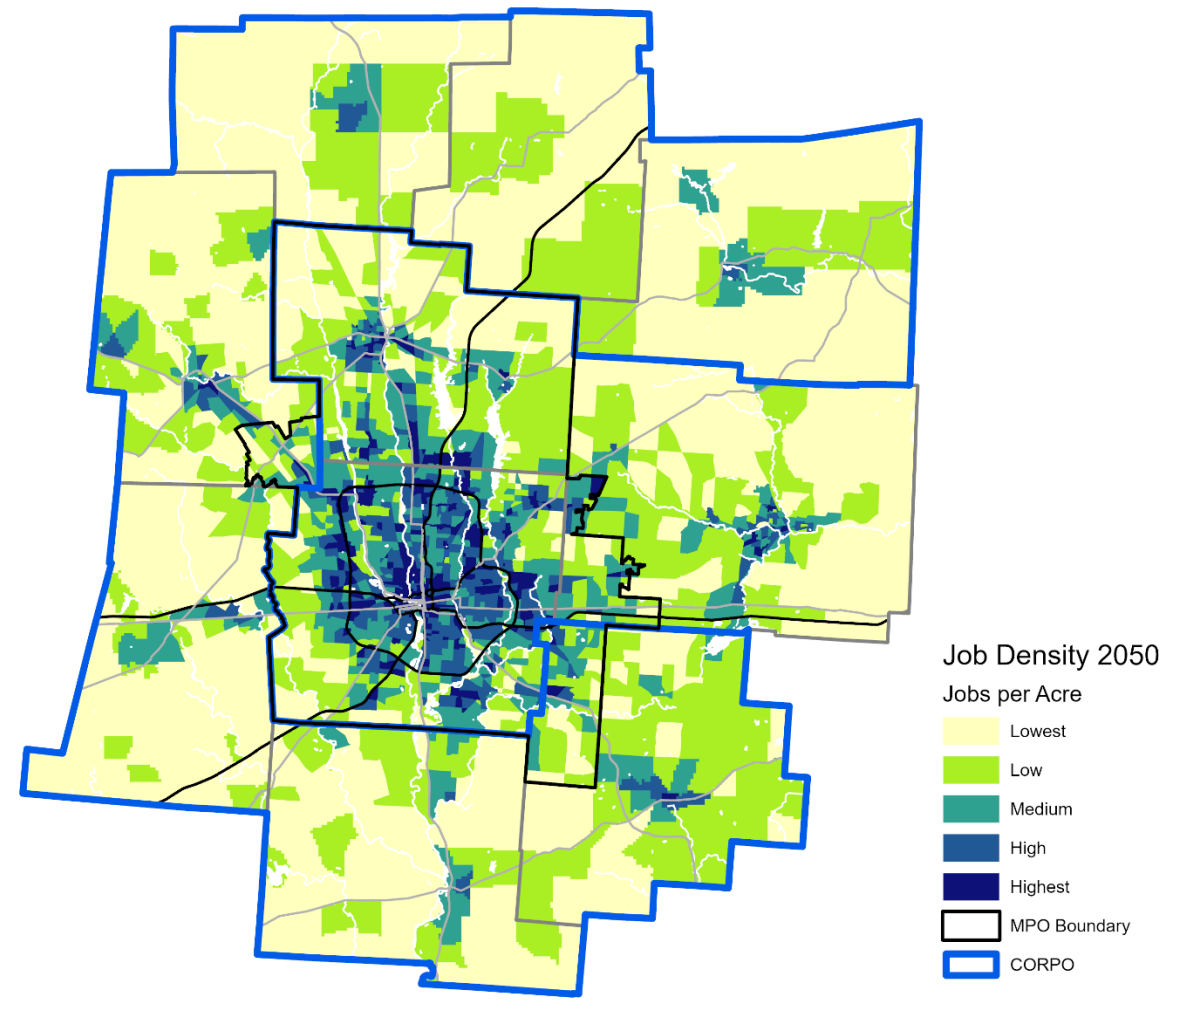 Job Density 2050
Jobs per Acre
Lowest
Low
Medium
High
Highest
MPO Boundary
CORPO